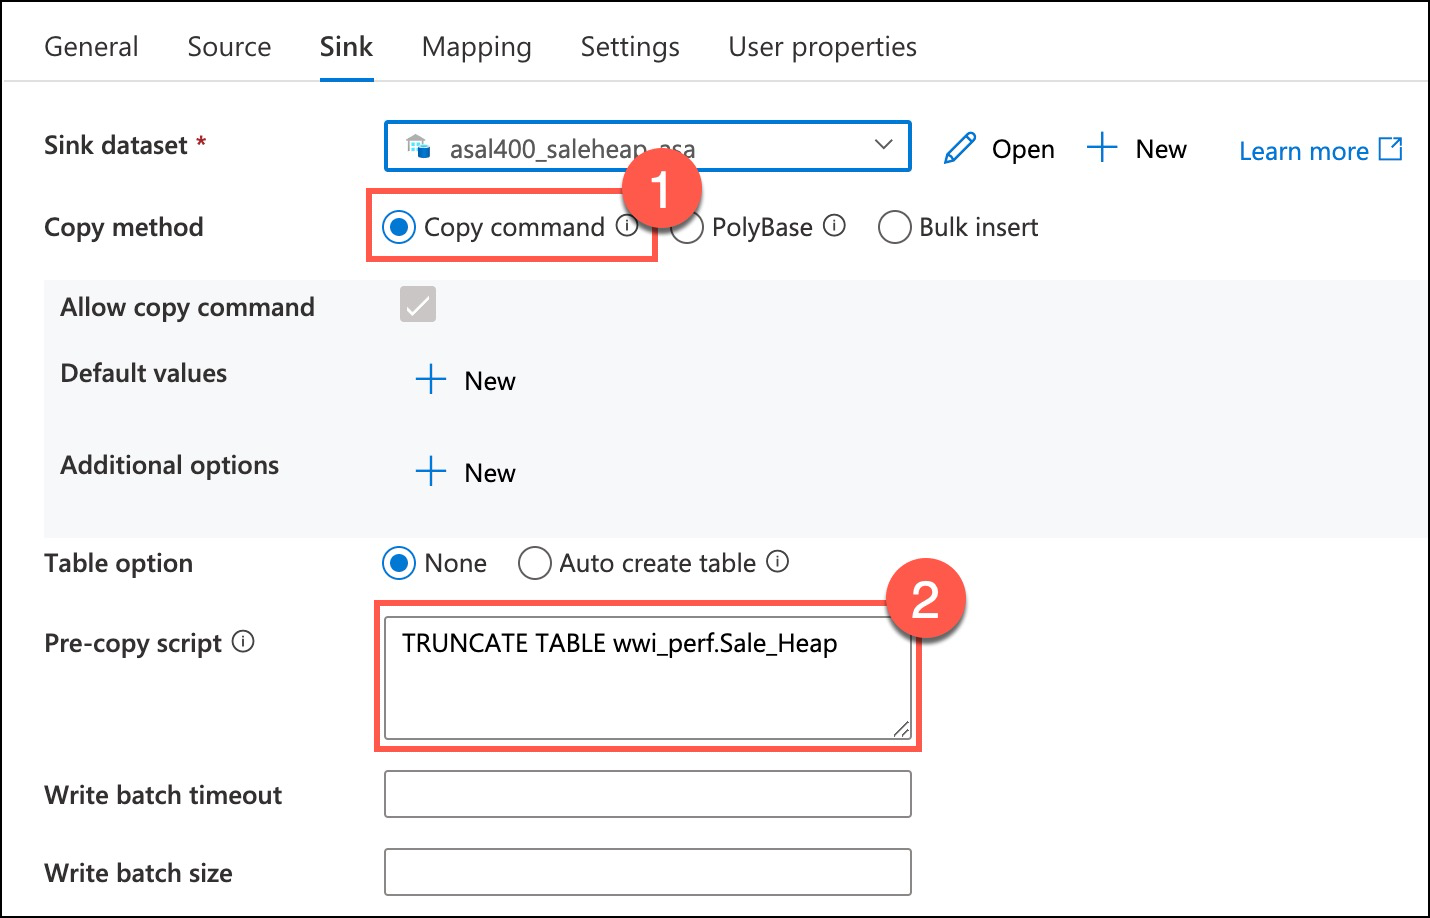 General Source Sink Mapping Settings User properties
Sink dataset * asal400_saleheap_asa Open New Learn more
1
Copy method Copy command PolyBase Bulk insert
Allow copy command
Default values New
Additional options New
Table option None Auto create table
2
Pre-copy script TRUNCATE TABLE wwi_perf.Sale_Heap
Write batch timeout
Write batch size